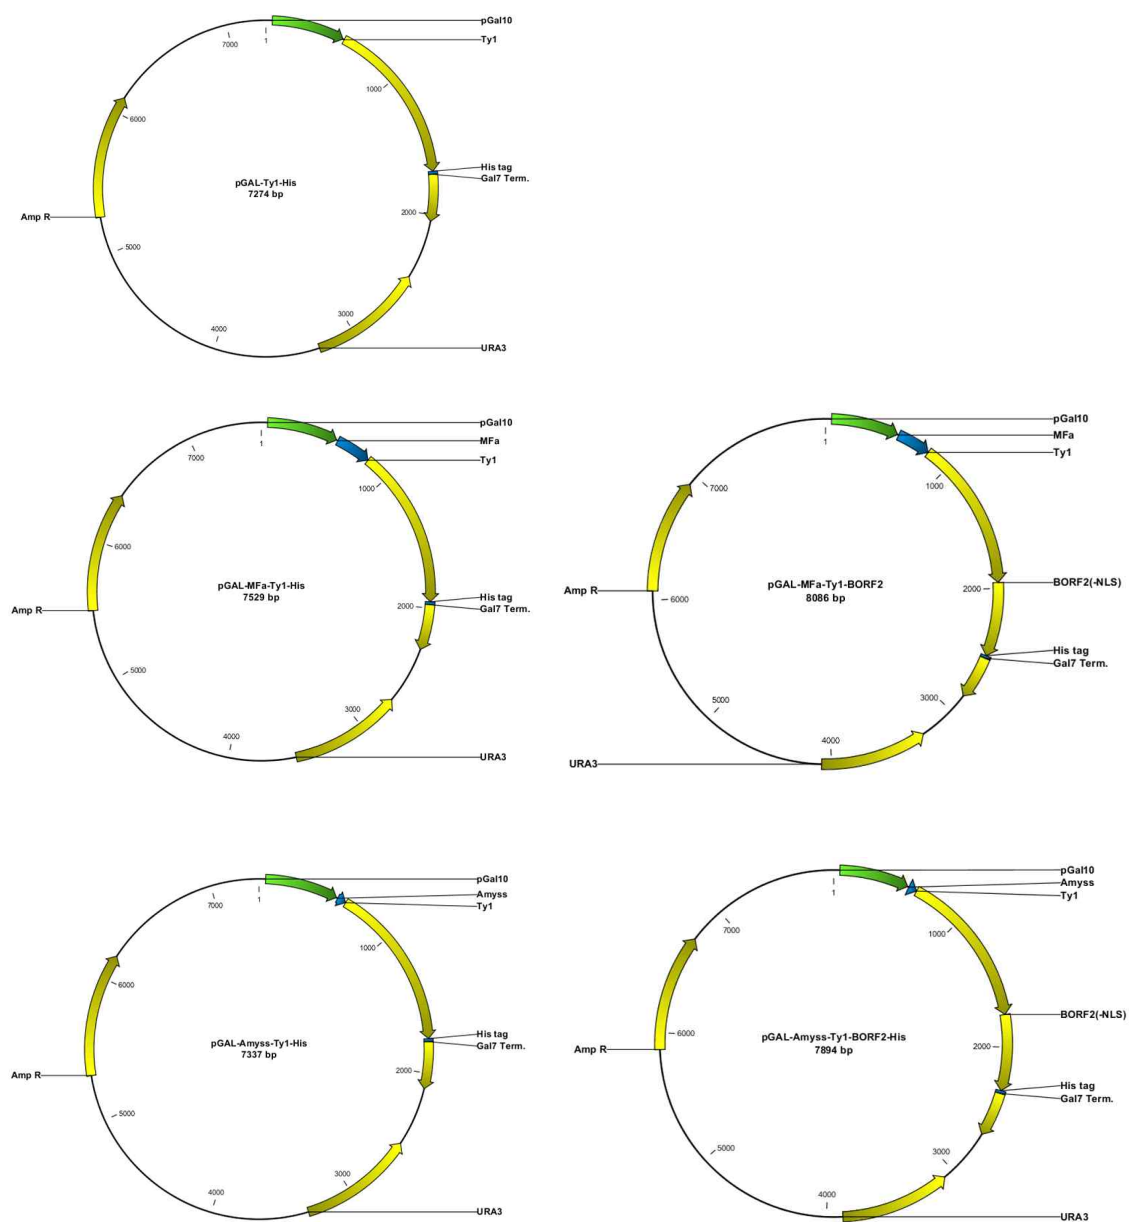 pGal10
Ty1
7000
1
1000
6000
His tag
Gal7 Term.
pGAL-Ty1-His
7274 bp
2000
Amp R
5000
3000
4000
URA3
pGal10
MFa
Ty1
1
7000
1000
6000
pGAL-MFa-Ty1-His
7529 bp
His tag
Gal7 Term.
2000
Amp R
5000
3000
4000
URA3
pGal10
MFa
Ty1
1
1000
7000
BORF2(-NLS)
2000
pGAL-MFa-Ty1-BORF2
8086 bp
Amp R
6000
His tag
Gal7 Term.
3000
5000
4000
URA3
pGal10
Amyss
Ty1
1
7000
1000
6000
His tag
Gal7 Term.
pGAL-Amyss-Ty1-His
7337 bp
2000
Amp R
5000
3000
4000
URA3
pGal10
Amyss
Ty1
1
7000
1000
BORF2(-NLS)
6000
pGAL-Amyss-Ty1-BORF2-His
7894 bp
2000
Amp R
His tag
Gal7 Term.
5000
3000
4000
URA3